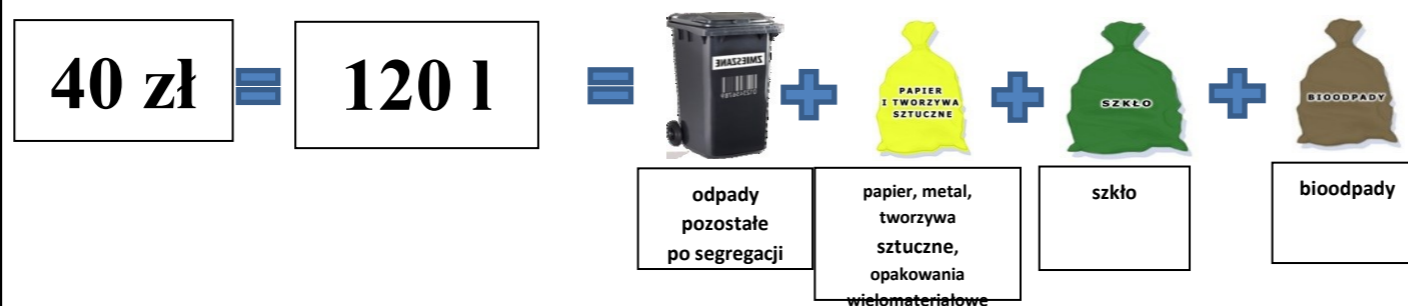 40 zł
120 l
ZMIESZANE
PAPIER
I TWORZYWA
SZTUCZNE
SZKŁO
BIOODPADY
odpady
pozostałe
po segregacji
papier, metal,
tworzywa
sztuczne,
opakowania
wielomateriałowe
szkło
bioodpady